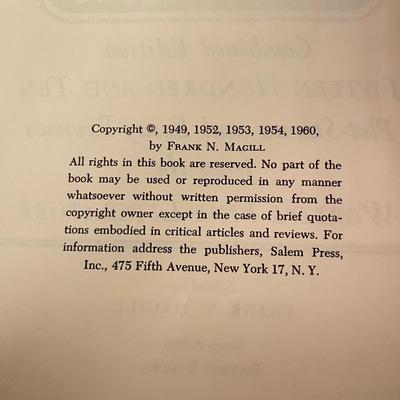 Copyright ©, 1949, 1952, 1953, 1954, 1960,
by FRANK N. MAGILL
All rights in this book are reserved. No part of the
book may be used or reproduced in any manner
whatsoever without written permission from the
copyright owner except in the case of brief quota-
tions embodied in critical articles and reviews. For
information address the publishers, Salem Press,
Inc., 475 Fifth Avenue, New York 17, N. Y.